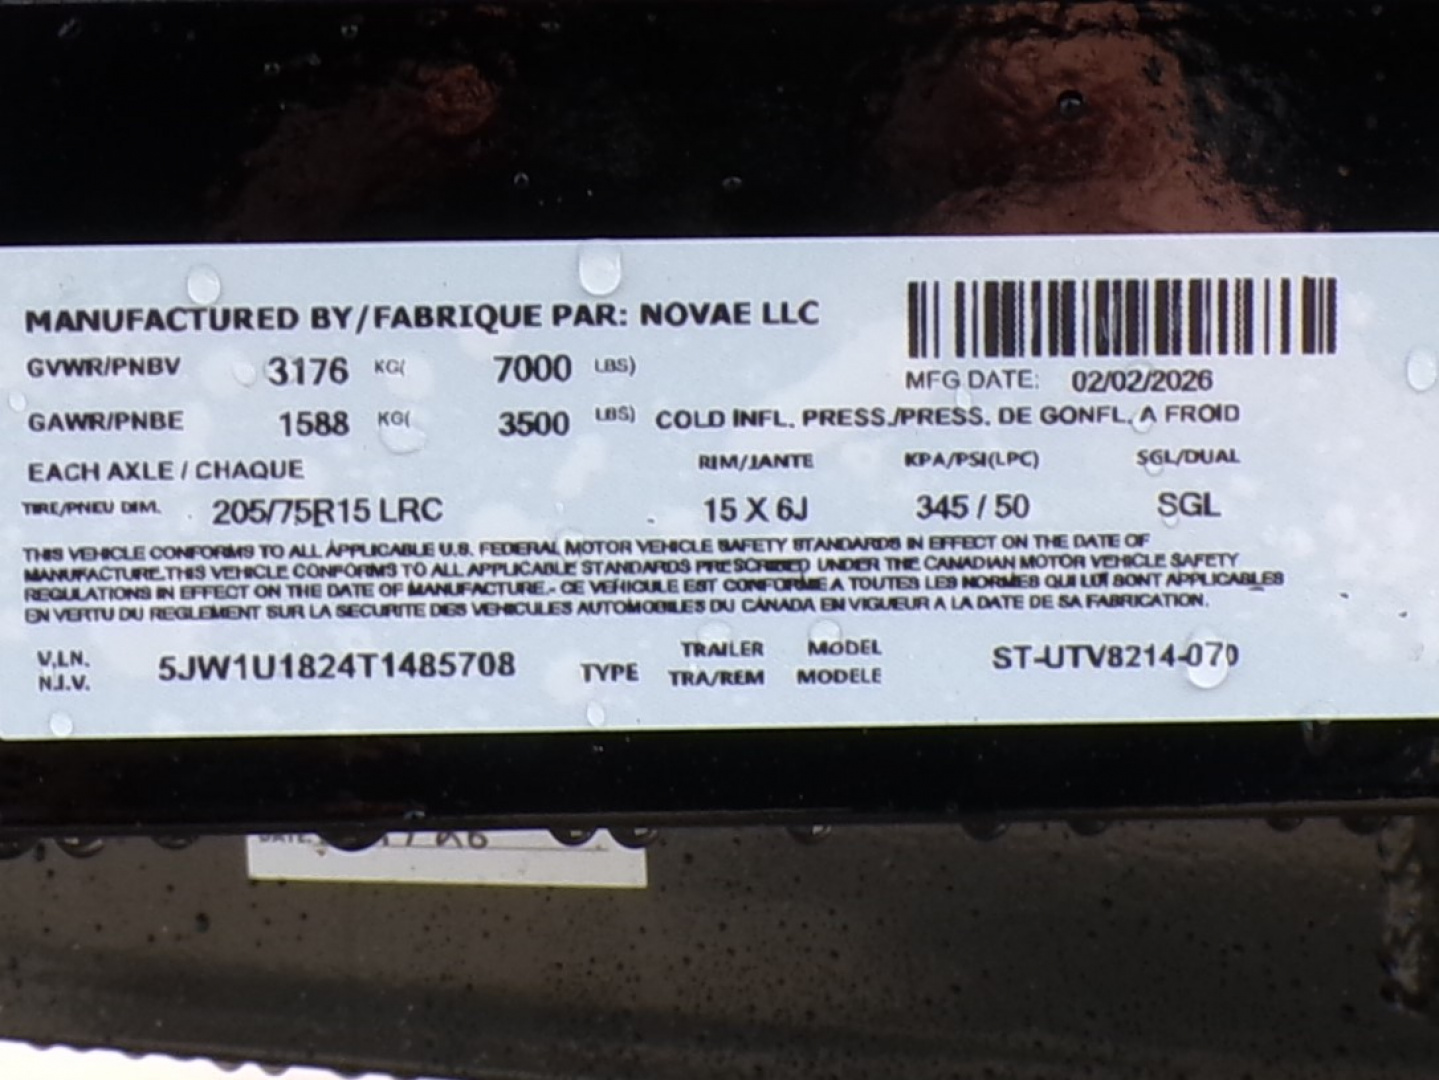 MANUFACTURED BY/FABRIQUE PAR: NOVAE LLC
GVWR/PNBV 3176 KG( 7000 LBS)
MFG DATE: 02/02/2026
GAWR/PNBE 1588 KG( 3500 LBS) COLD INFL. PRESS./PRESS. DE GONFL. A FROID
EACH AXLE / CHAQUE RIM/JANTE KPA/PSI(LPC) SGL/DUAL
TIRE/PNEU DIM. 205/75R15 LRC 15 X 6J 345 / 50 SGL
THIS VEHICLE CONFORMS TO ALL APPLICABLE U.S. FEDERAL MOTOR VEHICLE SAFETY STANDARDS IN EFFECT ON THE DATE OF
MANUFACTURE.THIS VEHICLE CONFORMS TO ALL APPLICABLE STANDARDS PRESCRIBED UNDER THE CANADIAN MOTOR VEHICLE SAFETY
REGULATIONS IN EFFECT ON THE DATE OF MANUFACTURE.- CE VEHICULE EST CONFORME A TOUTES LES NORMES QUI LUI SONT APPLICABLES
EN VERTU DU REGLEMENT SUR LA SECURITE DES VEHICULES AUTOMOBILES DU CANADA EN VIGUEUR A LA DATE DE SA FABRICATION.
V.I.N. 5JW1U1824T1485708 TYPE TRAILER MODEL ST-UTV8214-070
N.I.V. TRA/REM MODELE
DATE